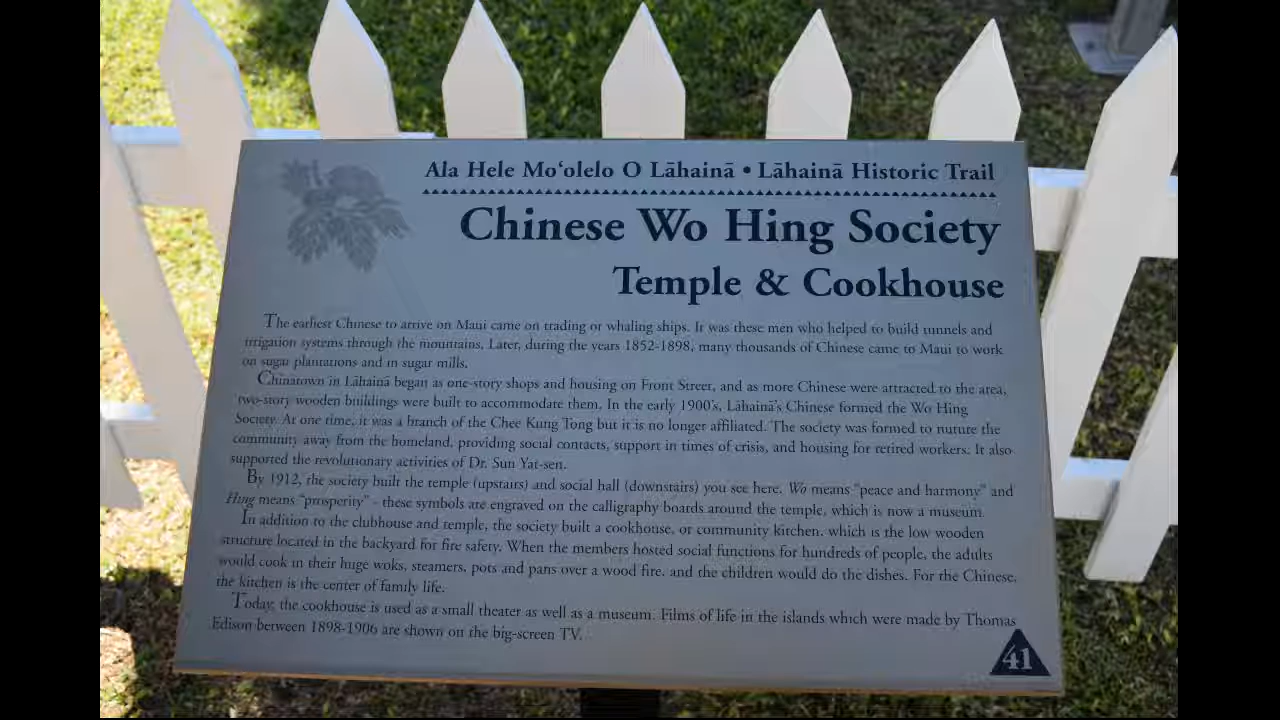 Ala Hele Moʻolelo O Lāhainā • Lāhainā Historic Trail
Chinese Wo Hing Society
Temple & Cookhouse
The earliest Chinese to arrive on Maui came on trading or whaling ships. It was these men who helped to build tunnels and
irrigation systems through the mountains. Later, during the years 1852-1898, many thousands of Chinese came to Maui to work
on sugar plantations and in sugar mills.
Chinatown in Lāhainā began as one-story shops and housing on Front Street, and as more Chinese were attracted to the area,
two-story wooden buildings were built to accommodate them. In the early 1900's, Lāhainā's Chinese formed the Wo Hing
Society. At one time, it was a branch of the Chee Kung Tong but it is no longer affiliated. The society was formed to nuture the
community away from the homeland, providing social contacts, support in times of crisis, and housing for retired workers. It also
supported the revolutionary activities of Dr. Sun Yat-sen.
By 1912, the society built the temple (upstairs) and social hall (downstairs) you see here. Wo means "peace and harmony" and
Hing means "prosperity" - these symbols are engraved on the calligraphy boards around the temple, which is now a museum.
In addition to the clubhouse and temple, the society built a cookhouse, or community kitchen, which is the low wooden
structure located in the backyard for fire safety. When the members hosted social functions for hundreds of people, the adults
would cook in their huge woks, steamers, pots and pans over a wood fire, and the children would do the dishes. For the Chinese,
the kitchen is the center of family life.
Today, the cookhouse is used as a small theater as well as a museum. Films of life in the islands which were made by Thomas
Edison between 1898-1906 are shown on the big-screen TV.
41